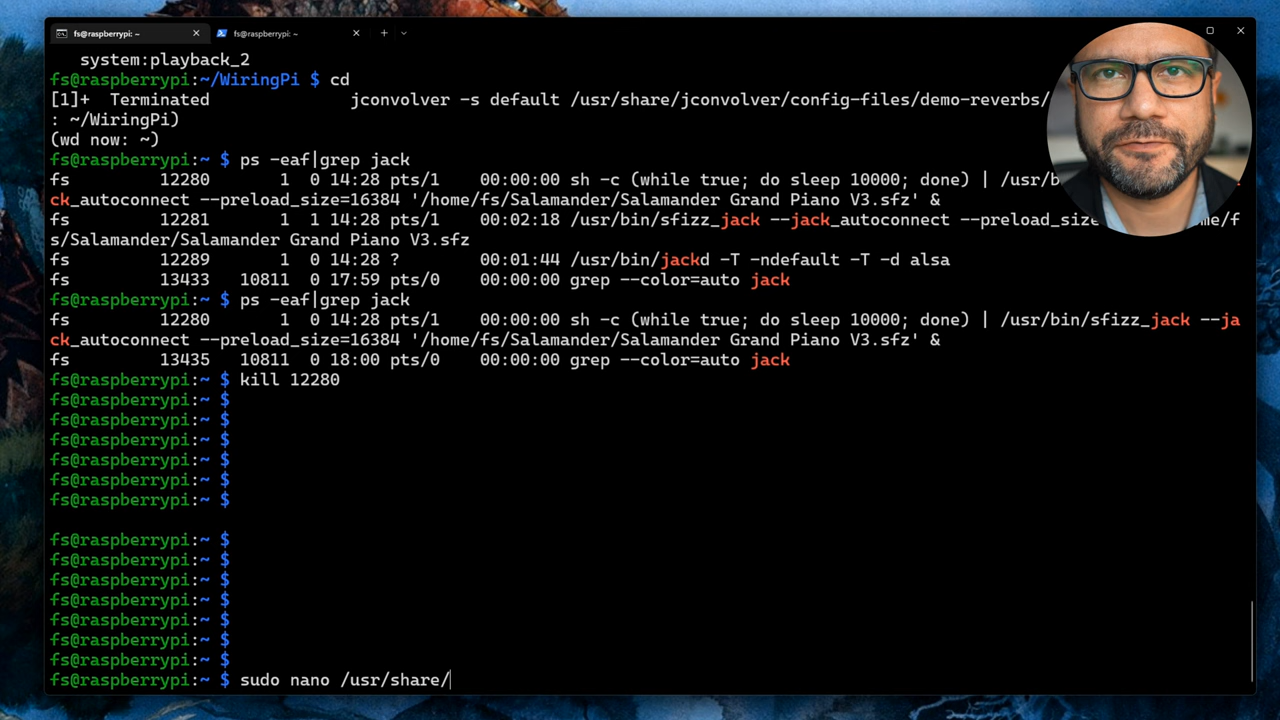 fs@raspberrypi: ~
fs@raspberrypi: ~
system:playback_2
fs@raspberrypi:~/WiringPi $ cd
[1]+  Terminated              jconvolver -s default /usr/share/jconvolver/config-files/demo-reverbs/
: ~/WiringPi)
(wd now: ~)
fs@raspberrypi:~ $ ps -eaf|grep jack
fs         12280       1  0 14:28 pts/1    00:00:00 sh -c (while true; do sleep 10000; done) | /usr/b
ck_autoconnect --preload_size=16384 '/home/fs/Salamander/Salamander Grand Piano V3.sfz' &
fs         12281       1  1 14:28 pts/1    00:02:18 /usr/bin/sfizz_jack --jack_autoconnect --preload_size me/f
s/Salamander/Salamander Grand Piano V3.sfz
fs         12289       1  0 14:28 ?        00:01:44 /usr/bin/jackd -T -ndefault -T -d alsa
fs         13433   10811  0 17:59 pts/0    00:00:00 grep --color=auto jack
fs@raspberrypi:~ $ ps -eaf|grep jack
fs         12280       1  0 14:28 pts/1    00:00:00 sh -c (while true; do sleep 10000; done) | /usr/bin/sfizz_jack --ja
ck_autoconnect --preload_size=16384 '/home/fs/Salamander/Salamander Grand Piano V3.sfz' &
fs         13435   10811  0 18:00 pts/0    00:00:00 grep --color=auto jack
fs@raspberrypi:~ $ kill 12280
fs@raspberrypi:~ $
fs@raspberrypi:~ $
fs@raspberrypi:~ $
fs@raspberrypi:~ $
fs@raspberrypi:~ $
fs@raspberrypi:~ $
fs@raspberrypi:~ $
fs@raspberrypi:~ $
fs@raspberrypi:~ $
fs@raspberrypi:~ $
fs@raspberrypi:~ $
fs@raspberrypi:~ $
fs@raspberrypi:~ $
fs@raspberrypi:~ $ sudo nano /usr/share/